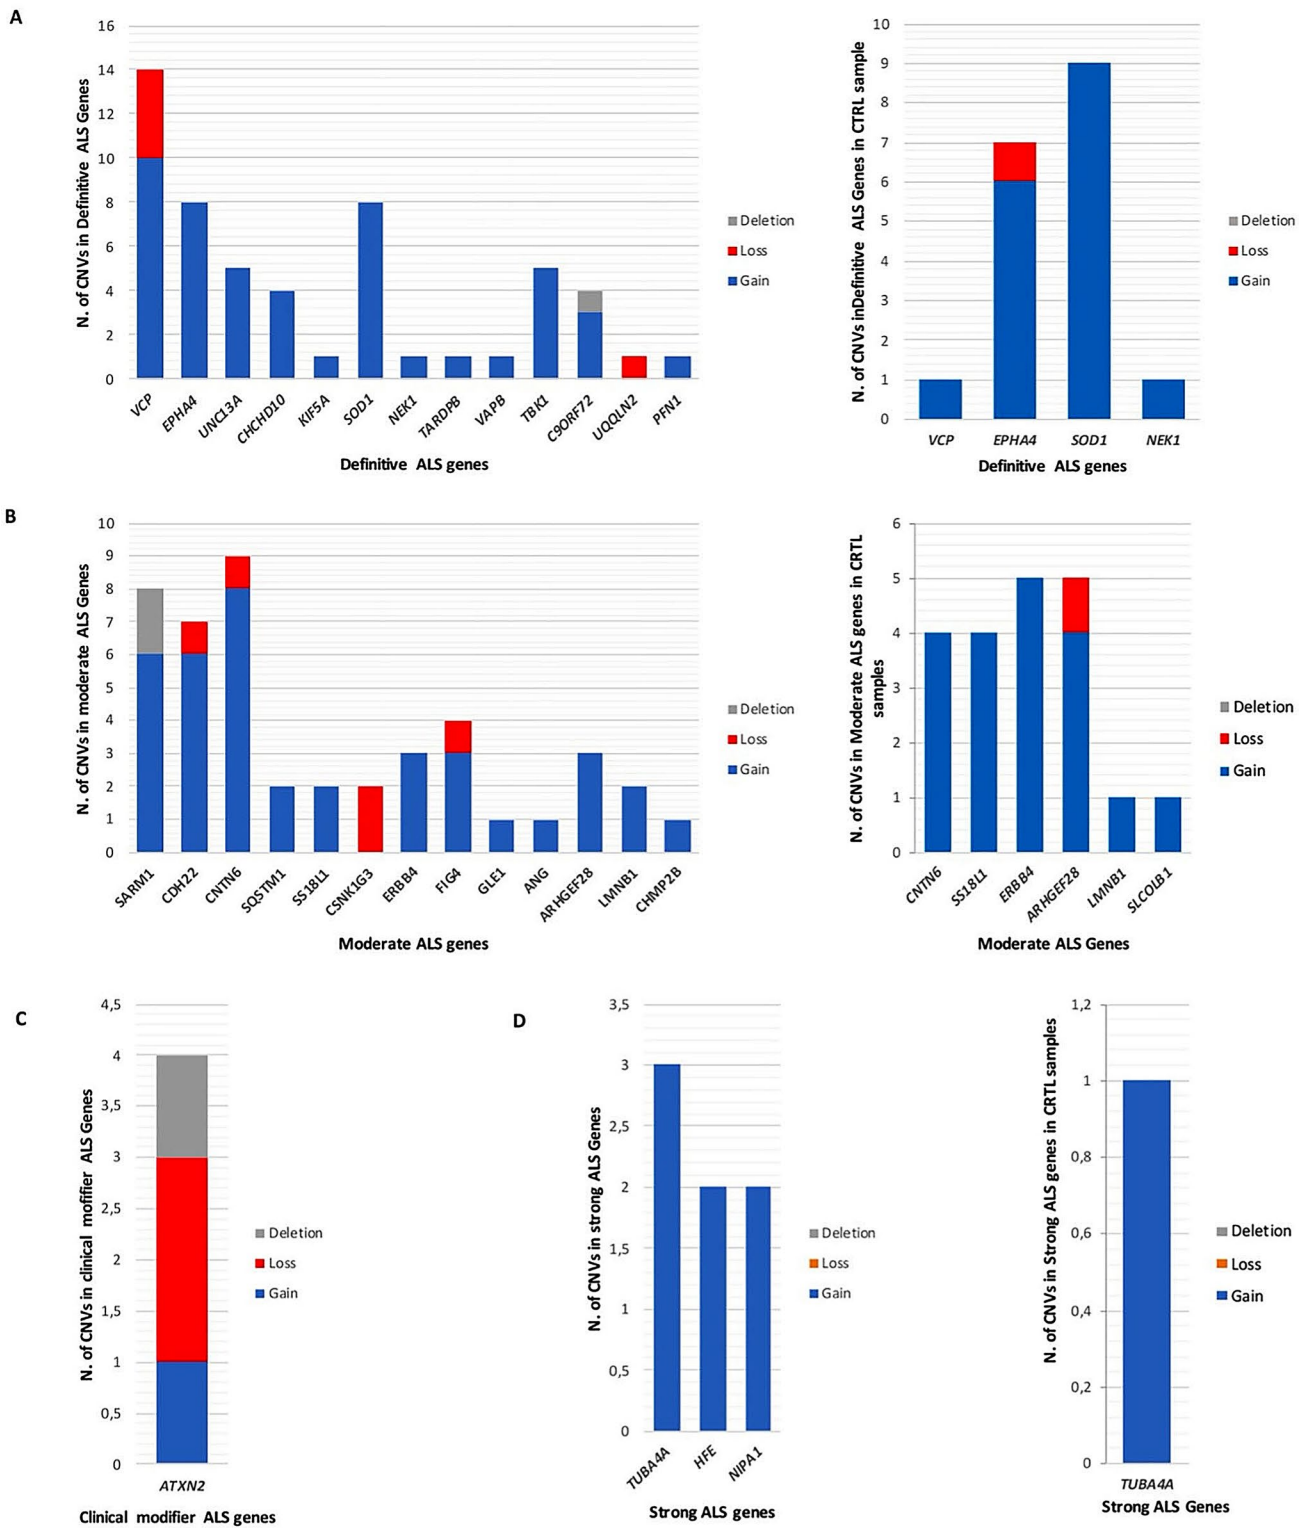 A
N. of CNVs in Definitive ALS Genes
16
14
12
10
8
6
4
2
0
VCP
EPHA4
UNC13A
CHCHD10
KIF5A
SOD1
NEK1
TARDPB
VAPB
TBK1
C9ORF72
UQQLN2
PFN1
Definitive ALS genes
Deletion
Loss
Gain
N. of CNVs inDefinitive ALS Genes in CTRL sample
10
9
8
7
6
5
4
3
2
1
0
VCP
EPHA4
SOD1
NEK1
Definitive ALS genes
Deletion
Loss
Gain
B
N. of CNVs in moderate ALS Genes
10
9
8
7
6
5
4
3
2
1
0
SARM1
CDH22
CNTN6
SQSTM1
SS18L1
CSNK1G3
ERBB4
FIG4
GLE1
ANG
ARHGEF28
LMNB1
CHMP2B
Moderate ALS genes
Deletion
Loss
Gain
N. of CNVs in Moderate ALS genes in CRTL
samples
6
5
4
3
2
1
0
CNTN6
SS18L1
ERBB4
ARHGEF28
LMNB1
SLCOLB1
Moderate ALS Genes
Deletion
Loss
Gain
C
N. of CNVs in clinical moffifier ALS Genes
4,5
4
3,5
3
2,5
2
1,5
1
0,5
0
ATXN2
Clinical modifier ALS genes
Deletion
Loss
Gain
D
N. of CNVs in strong ALS Genes
3,5
3
2,5
2
1,5
1
0,5
0
TUBA4A
HFE
NIPA1
Strong ALS genes
Deletion
Loss
Gain
N. of CNVs in Strong ALS genes in CRTL samples
1,2
1
0,8
0,6
0,4
0,2
0
TUBA4A
Strong ALS Genes
Deletion
Loss
Gain